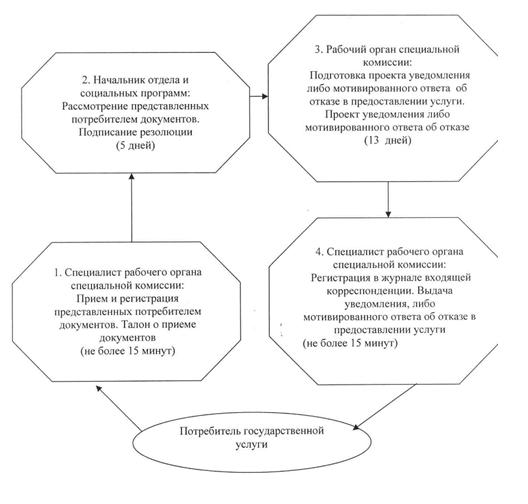 2. Начальник отдела и
социальных программ:
Рассмотрение представленных
потребителем документов.
Подписание резолюции
(5 дней)
3. Рабочий орган специальной
комиссии:
Подготовка проекта уведомления
либо мотивированного ответа об
отказе в предоставлении услуги.
Проект уведомления либо
мотивированного ответа об отказе
(13 дней)
1. Специалист рабочего органа
специальной комиссии:
Прием и регистрация
представленных потребителем
документов. Талон о приеме
документов
(не более 15 минут)
4. Специалист рабочего органа
специальной комиссии:
Регистрация в журнале входящей
корреспонденции. Выдача
уведомления, либо
мотивированного ответа об отказе в
предоставлении услуги
(не более 15 минут)
Потребитель государственной
услуги